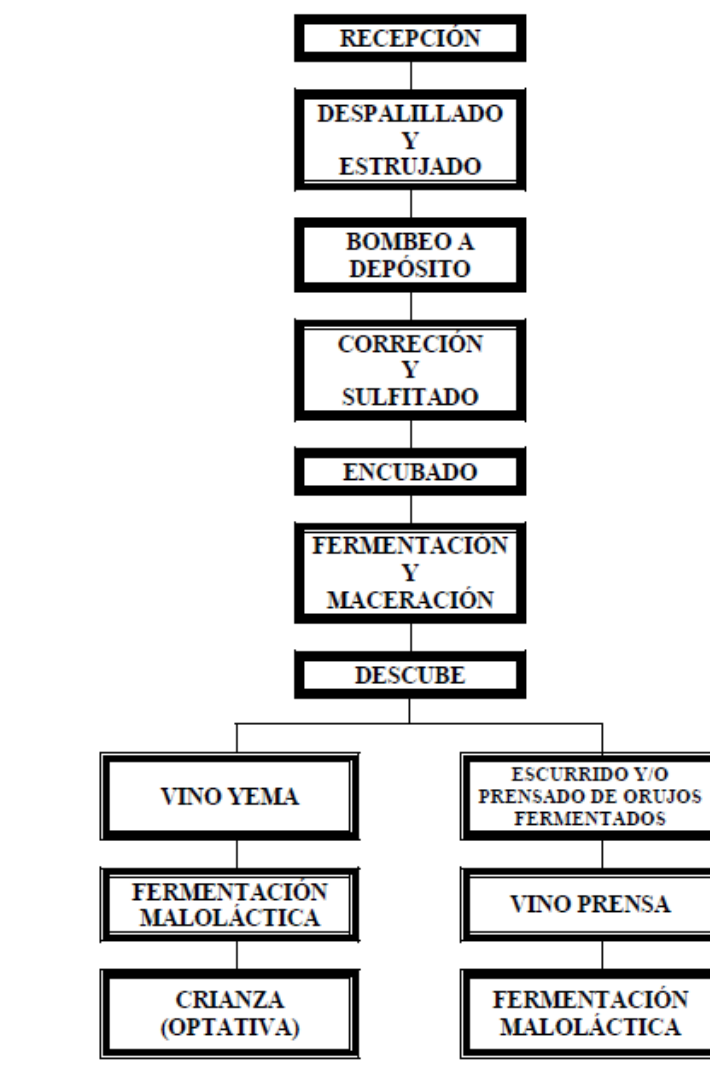 RECEPCIÓN
DESPALILLADO
Y
ESTRUJADO
BOMBEO A
DEPÓSITO
CORRECIÓN
Y
SULFITADO
ENCUBADO
FERMENTACIÓN
Y
MACERACIÓN
DESCUBE
VINO YEMA
ESCURRIDO Y/O
PRENSADO DE ORUJOS
FERMENTADOS
FERMENTACIÓN
MALOLÁCTICA
VINO PRENSA
CRIANZA
(OPTATIVA)
FERMENTACIÓN
MALOLÁCTICA